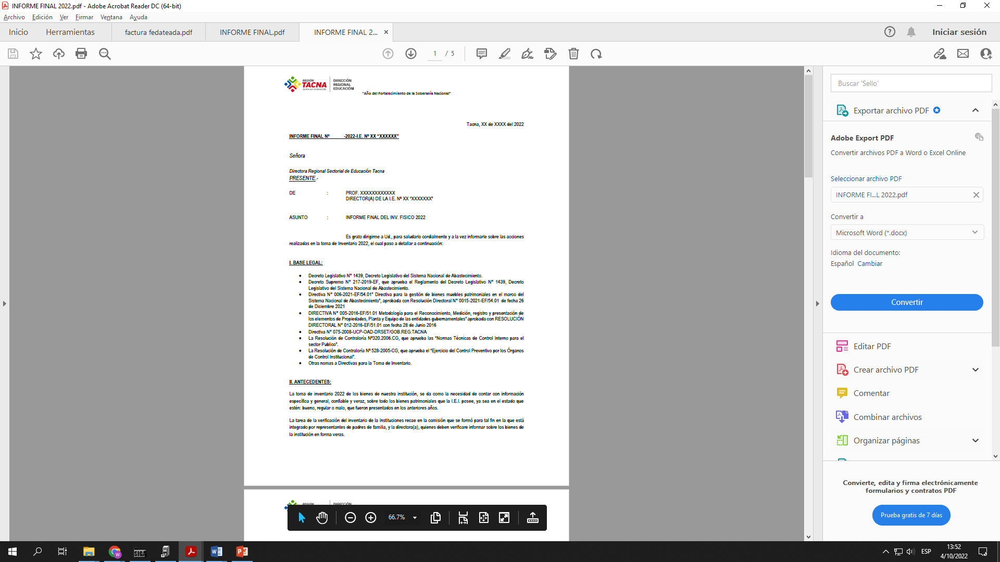 INFORME FINAL 2022.pdf - Adobe Acrobat Reader DC (64-bit)
Archivo Edición Ver Firmar Ventana Ayuda
Inicio Herramientas factura fedateada.pdf INFORME FINAL.pdf INFORME FINAL 2... Iniciar sesión
1 / 5
REGIÓN
TACNA
Juntos por el desarrollo
DIRECCIÓN
REGIONAL
EDUCACIÓN
"Año del Fortalecimiento de la Soberanía Nacional"
Tacna, XX de XXXX del 2022
INFORME FINAL Nº -2022-I.E. Nº XX "XXXXXX"
Señora
Directora Regional Sectorial de Educación Tacna
PRESENTE.-
DE : PROF. XXXXXXXXXXXX
DIRECTOR(A) DE LA I.E. Nº XX "XXXXXXX"
ASUNTO : INFORME FINAL DEL INV. FISICO 2022
Es grato dirigirme a Ud., para saludarlo cordialmente y a la vez informarle sobre las acciones
realizadas en la toma de Inventario 2022, el cual paso a detallar a continuación:
I. BASE LEGAL:
• Decreto Legislativo N° 1439, Decreto Legislativo del Sistema Nacional de Abastecimiento.
• Decreto Supremo N° 217-2019-EF, que aprueba el Reglamento del Decreto Legislativo N° 1439, Decreto
Legislativo del Sistema Nacional de Abastecimiento.
• Directiva N° 006-2021-EF/54.01" Directiva para la gestión de bienes muebles patrimoniales en el marco del
Sistema Nacional de Abastecimiento", aprobada con Resolución Directoral N° 0015-2021-EF/54.01 de fecha 26
de Diciembre 2021
• DIRECTIVA N° 005-2016-EF/51.01 Metodología para el Reconocimiento, Medición, registro y presentación de
los elementos de Propiedades, Planta y Equipo de las entidades gubernamentales" aprobada con RESOLUCIÓN
DIRECTORAL N° 012-2016-EF/51.01 con fecha 28 de Junio 2016
• Directiva N° 075-2008-UCP-OAD-DRSET/GOB.REG.TACNA
• La Resolución de Contraloría Nº320.2006.CG, que aprueba las "Normas Técnicas de Control Interno para el
sector Publico".
• La Resolución de Contraloría Nº 528-2005-CG, que aprueba el "Ejercicio del Control Preventivo por los Órganos
de Control Institucional".
• Otras nomas a Directivas para la Toma de Inventario.
II. ANTECEDENTES:
La toma de inventario 2022 de los bienes de nuestra institución, se da como la necesidad de contar con información
específica y general, confiable y veraz, sobre todo los bienes patrimoniales que la I.E.I. posee, ya sea en el estado que
estén: bueno, regular o malo, que fueron presentados en los anteriores años.
La tarea de la verificación del inventario de la Instituciones recae en la comisión que se formó para tal fin en la que está
integrado por representantes de padres de familia, y la directora(a), quienes deben verificare informar sobre los bienes de
la institución en forma veras.
REGIÓN DIRECCIÓN
66.7%
Buscar 'Sello'
Exportar archivo PDF
Adobe Export PDF
Convertir archivos PDF a Word o Excel Online
Seleccionar archivo PDF
INFORME FI...L 2022.pdf
Convertir a
Microsoft Word (*.docx)
Idioma del documento:
Español Cambiar
Convertir
Editar PDF
Crear archivo PDF
Comentar
Combinar archivos
Organizar páginas
Convierte, edita y firma electrónicamente
formularios y contratos PDF
Prueba gratis de 7 días
SIGA
ESP
13:52
4/10/2022